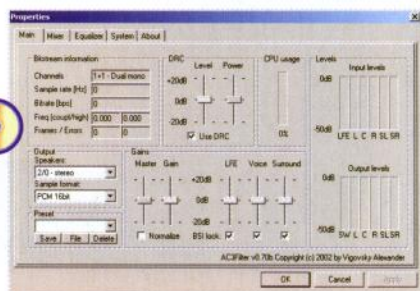 Properties
Main Mixer Equalizer System About
Bitstream information
Channels 1+1 - Dual mono
Sample rate [Hz] 0
Bitrate [bps] 0
Freq (coupl/high) 0.000 0.000
Frames / Errors 0 0
DRC
Level Power
+20dB
0dB
-20dB
Use DRC
CPU usage
0%
Levels
Input levels
0dB
-50dB
LFE L C R SL SR
Output levels
0dB
-50dB
SW L C R SL SR
Output
Speakers:
2/0 - stereo
Sample format:
PCM 16bit
Preset
Save File Delete
Gains
Master Gain LFE Voice Surround
+20dB
0dB
-20dB
Normalize BSI lock:
AC3Filter v0.70b Copyright (c) 2002 by Vigovsky Alexander
OK Cancel Apply